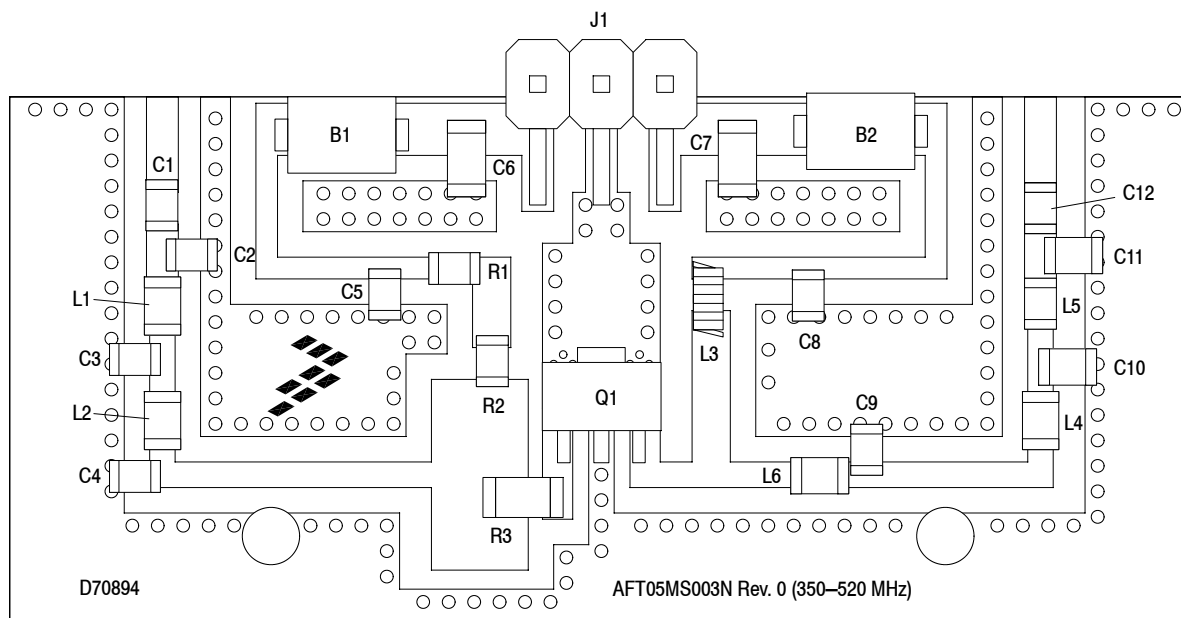 J1
B1
B2
C6
C7
C1
C12
C2
C11
R1
L1
C5
L5
L3
C8
C3
C10
R2
Q1
L2
C9
L4
C4
L6
R3
D70894
AFT05MS003N Rev. 0 (350–520 MHz)